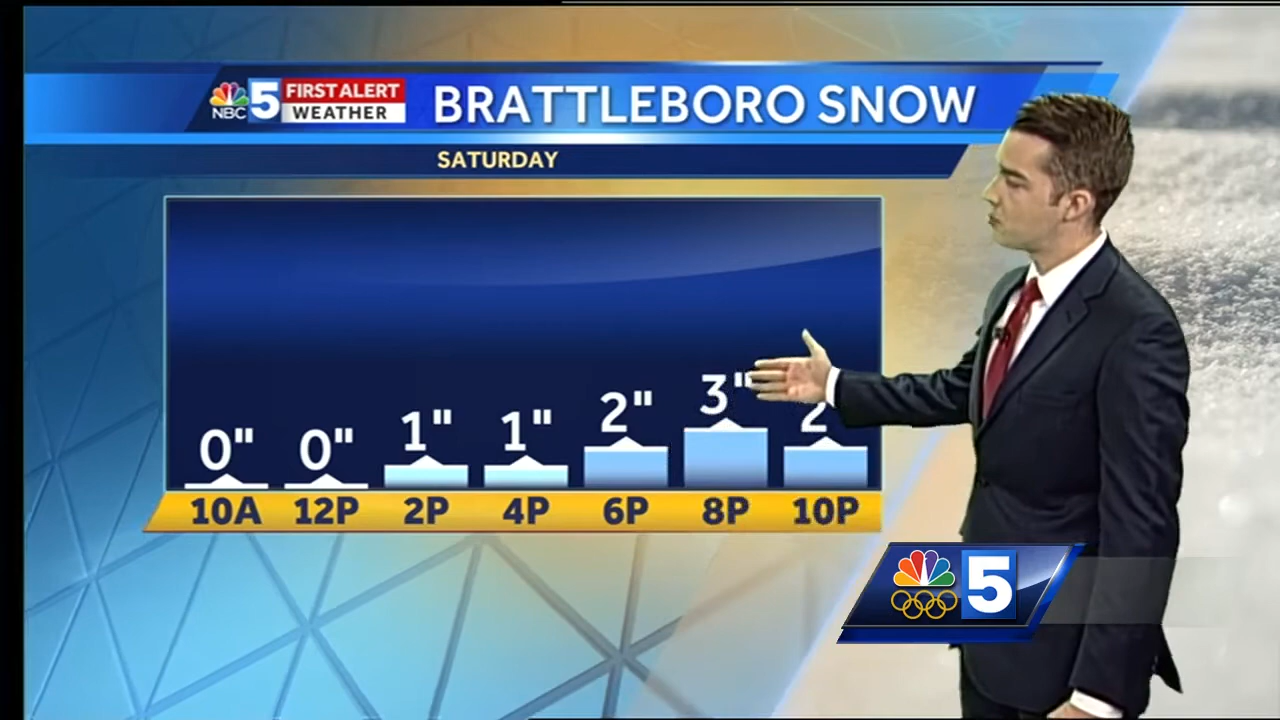 NBC 5 FIRST ALERT WEATHER
BRATTLEBORO SNOW
SATURDAY
0" 0" 1" 1" 2" 3" 2
10A 12P 2P 4P 6P 8P 10P
5